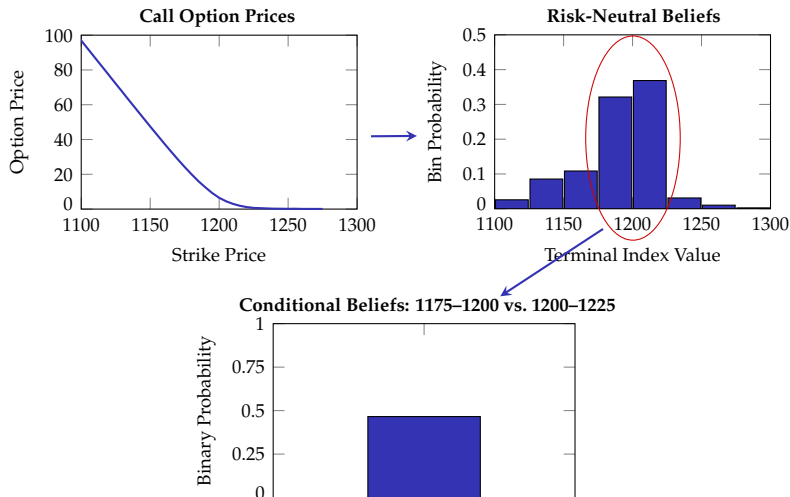 Call Option Prices
Option Price
100
80
60
40
20
0
1100 1150 1200 1250 1300
Strike Price
Risk-Neutral Beliefs
Bin Probability
0.5
0.4
0.3
0.2
0.1
0
1100 1150 1200 1250 1300
Terminal Index Value
Conditional Beliefs: 1175–1200 vs. 1200–1225
Binary Probability
1
0.75
0.5
0.25
0